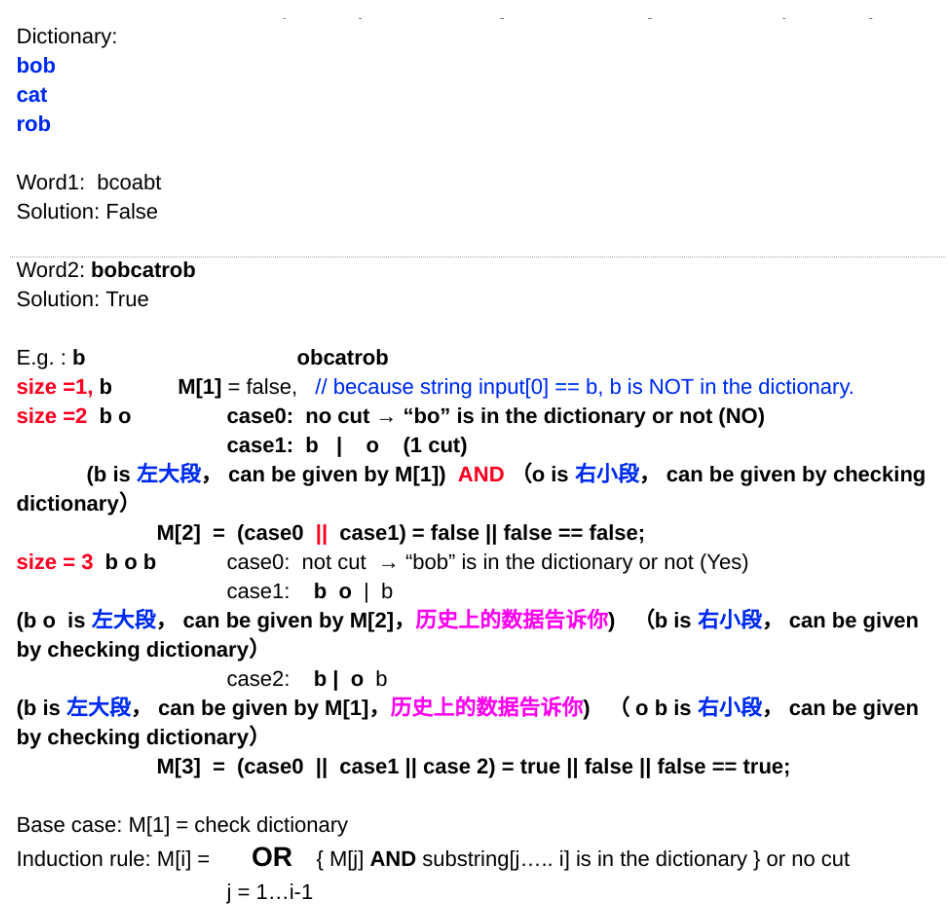 Dictionary:
bob
cat
rob
Word1: bcoabt
Solution: False
Word2: bobcatrob
Solution: True
E.g. : b obcatrob
size =1, b M[1] = false, // because string input[0] == b, b is NOT in the dictionary.
size =2 b o case0: no cut → “bo” is in the dictionary or not (NO)
case1: b | o (1 cut)
(b is 左大段， can be given by M[1]) AND （o is 右小段， can be given by checking
dictionary）
M[2] = (case0 || case1) = false || false == false;
size = 3 b o b case0: not cut → “bob” is in the dictionary or not (Yes)
case1: b o | b
(b o is 左大段， can be given by M[2]，历史上的数据告诉你) （b is 右小段， can be given
by checking dictionary）
case2: b | o b
(b is 左大段， can be given by M[1]，历史上的数据告诉你) （ o b is 右小段， can be given
by checking dictionary）
M[3] = (case0 || case1 || case 2) = true || false || false == true;
Base case: M[1] = check dictionary
Induction rule: M[i] = OR { M[j] AND substring[j..... i] is in the dictionary } or no cut
j = 1…i-1